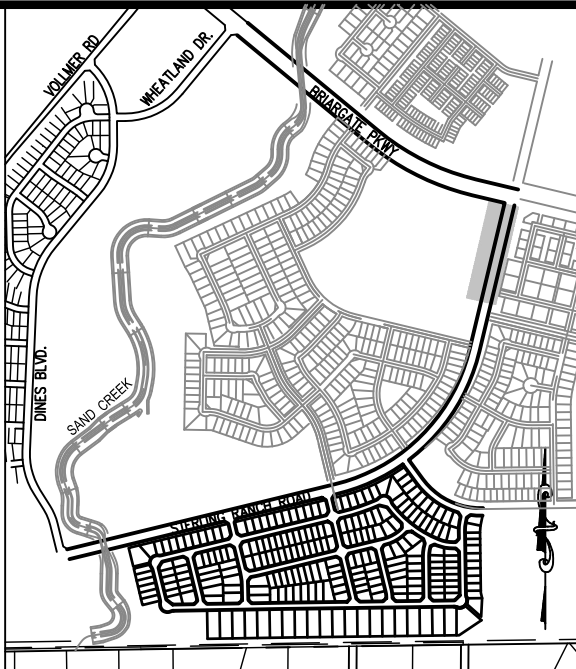 VOLLMER RD
WHEATLAND DR.
BRIARGATE PKWY
DINES BLVD.
SAND CREEK
STERLING RANCH ROAD